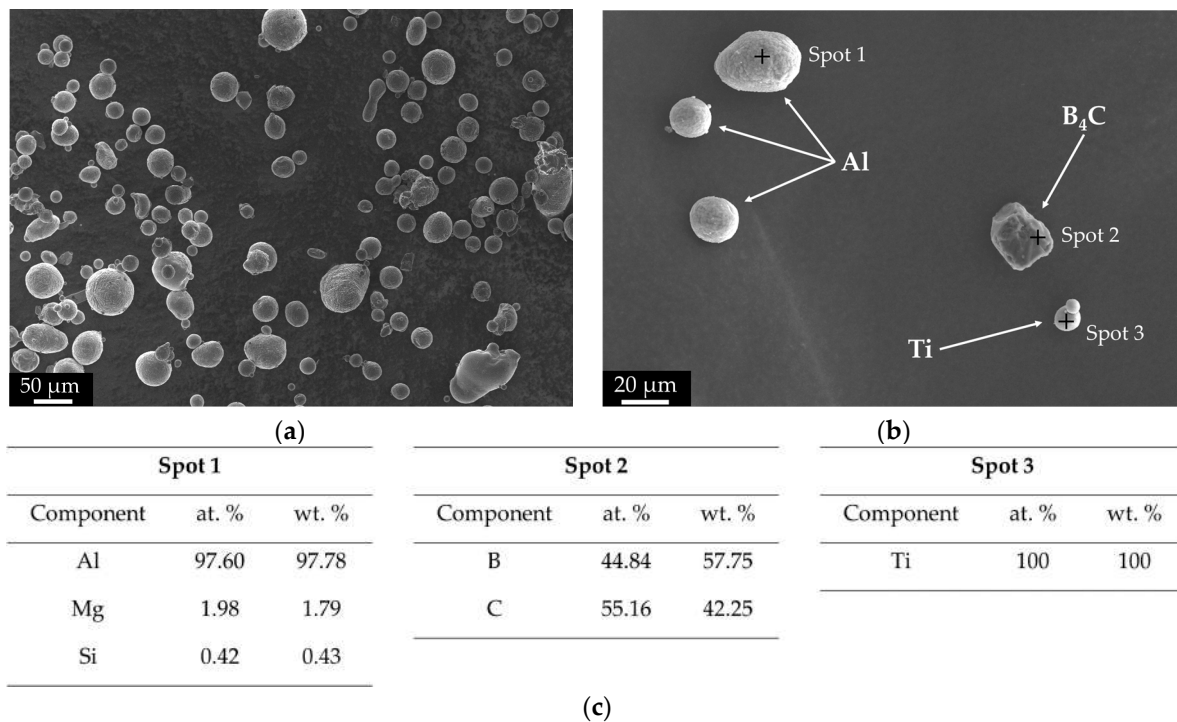 50 µm
(a)
Spot 1
B₄C
Al
Spot 2
Ti
Spot 3
20 µm
(b)
Spot 1
Component at. % wt. %
Al 97.60 97.78
Mg 1.98 1.79
Si 0.42 0.43
Spot 2
Component at. % wt. %
B 44.84 57.75
C 55.16 42.25
Spot 3
Component at. % wt. %
Ti 100 100
(c)